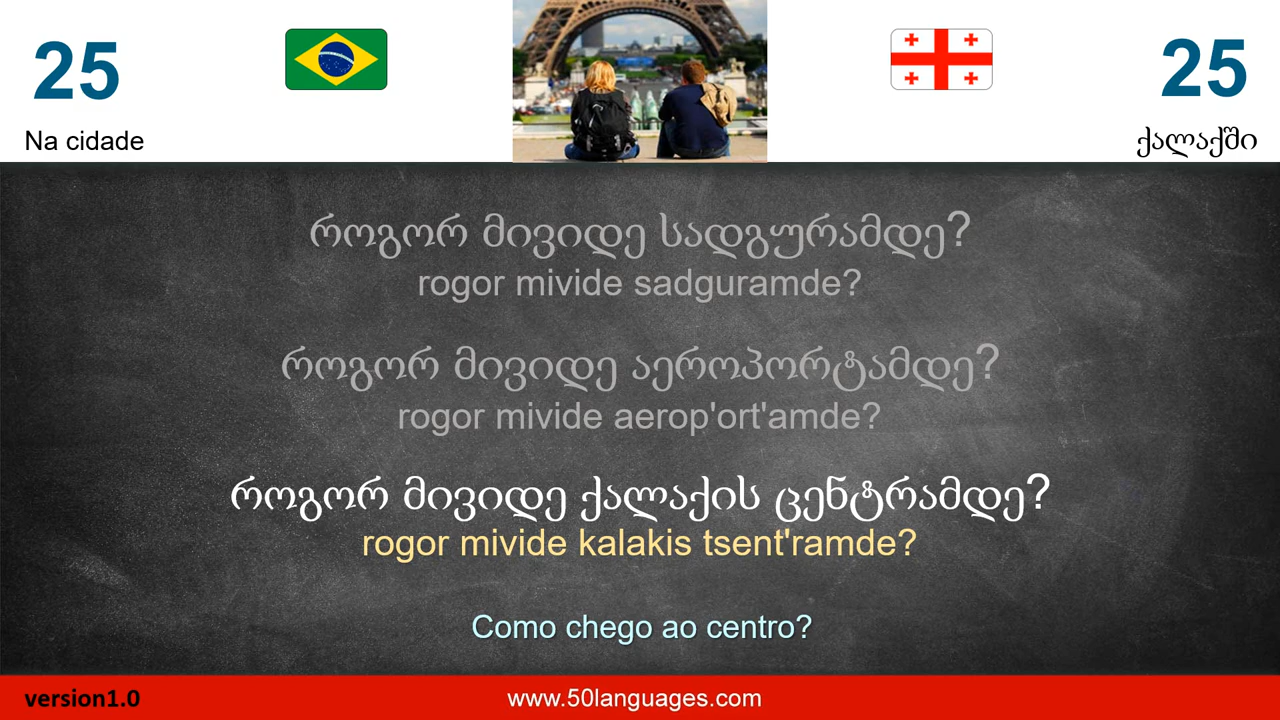 25
25
Na cidade
ქალაქში
როგორ მივიდე სადგურამდე?
rogor mivide sadguramde?
როგორ მივიდე აეროპორტამდე?
rogor mivide aerop'ort'amde?
როგორ მივიდე ქალაქის ცენტრამდე?
rogor mivide kalakis tsent'ramde?
Como chego ao centro?
version1.0
www.50languages.com